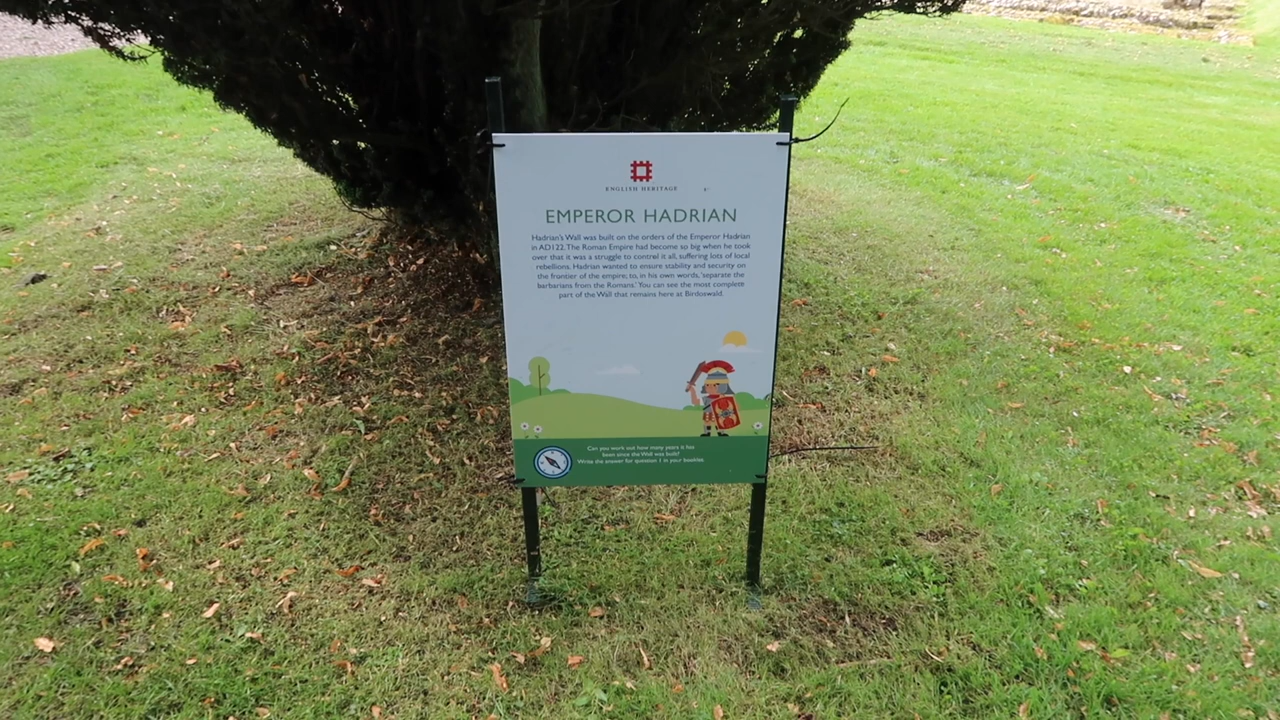 ENGLISH HERITAGE
EMPEROR HADRIAN
Hadrian's Wall was built on the orders of the Emperor Hadrian
in AD122. The Roman Empire had become so big when he took
over that it was a struggle to control it all, suffering lots of local
rebellions. Hadrian wanted to ensure stability and security on
the frontier of the empire; to, in his own words, 'separate the
barbarians from the Romans.' You can see the most complete
part of the Wall that remains here at Birdoswald.
Can you work out how many years it has
been since the Wall was built?
Write the answer for question 1 in your booklet.